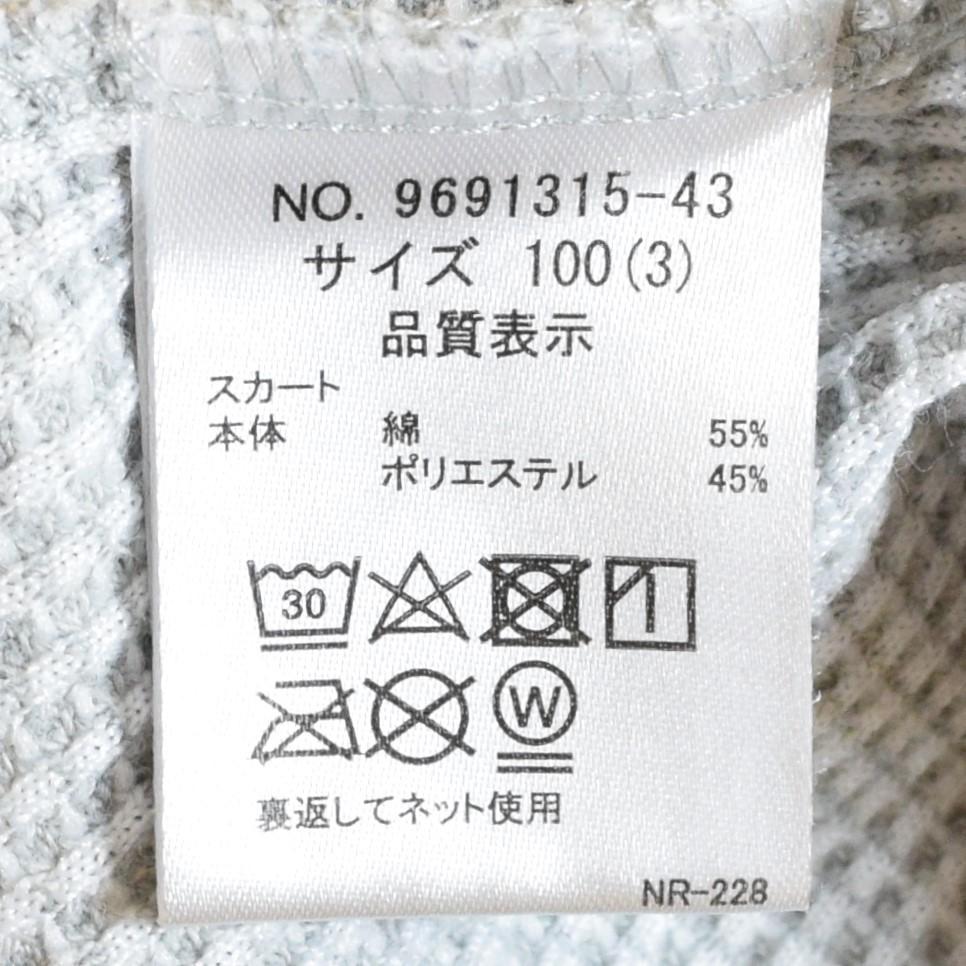 NO. 9691315-43
サイズ 100(3)
品質表示
スカート
本体 綿 55%
ポリエステル 45%
30
W
裏返してネット使用
NR-228